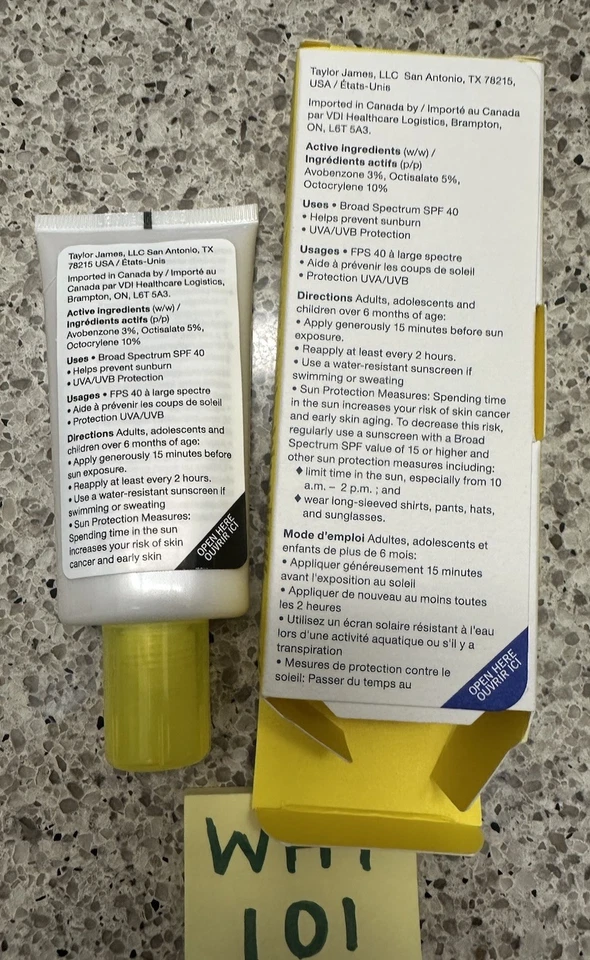 Taylor James, LLC San Antonio, TX
78215 USA / États-Unis
Imported in Canada by / Importé au
Canada par VDI Healthcare Logistics,
Brampton, ON, L6T 5A3.
Active ingredients (w/w) /
Ingrédients actifs (p/p)
Avobenzone 3%, Octisalate 5%,
Octocrylene 10%
Uses • Broad Spectrum SPF 40
• Helps prevent sunburn
• UVA/UVB Protection
Usages • FPS 40 à large spectre
• Aide à prévenir les coups de soleil
• Protection UVA/UVB
Directions Adults, adolescents and
children over 6 months of age:
• Apply generously 15 minutes before
sun exposure.
• Reapply at least every 2 hours.
• Use a water-resistant sunscreen if
swimming or sweating
• Sun Protection Measures:
Spending time in the sun
increases your risk of skin
cancer and early skin
OPEN HERE
OUVRIR ICI
Taylor James, LLC San Antonio, TX 78215,
USA / États-Unis
Imported in Canada by / Importé au Canada
par VDI Healthcare Logistics, Brampton,
ON, L6T 5A3.
Active ingredients (w/w) /
Ingrédients actifs (p/p)
Avobenzone 3%, Octisalate 5%,
Octocrylene 10%
Uses • Broad Spectrum SPF 40
• Helps prevent sunburn
• UVA/UVB Protection
Usages • FPS 40 à large spectre
• Aide à prévenir les coups de soleil
• Protection UVA/UVB
Directions Adults, adolescents and
children over 6 months of age:
• Apply generously 15 minutes before sun
exposure.
• Reapply at least every 2 hours.
• Use a water-resistant sunscreen if
swimming or sweating
• Sun Protection Measures: Spending time
in the sun increases your risk of skin cancer
and early skin aging. To decrease this risk,
regularly use a sunscreen with a Broad
Spectrum SPF value of 15 or higher and
other sun protection measures including:
♦ limit time in the sun, especially from 10
a.m. – 2 p.m. ; and
♦ wear long-sleeved shirts, pants, hats,
and sunglasses.
Mode d'emploi Adultes, adolescents et
enfants de plus de 6 mois:
• Appliquer généreusement 15 minutes
avant l'exposition au soleil
• Appliquer de nouveau au moins toutes
les 2 heures
• Utilisez un écran solaire résistant à l'eau
lors d'une activité aquatique ou s'il y a
transpiration
• Mesures de protection contre le
soleil: Passer du temps au
OPEN HERE
OUVRIR ICI
101